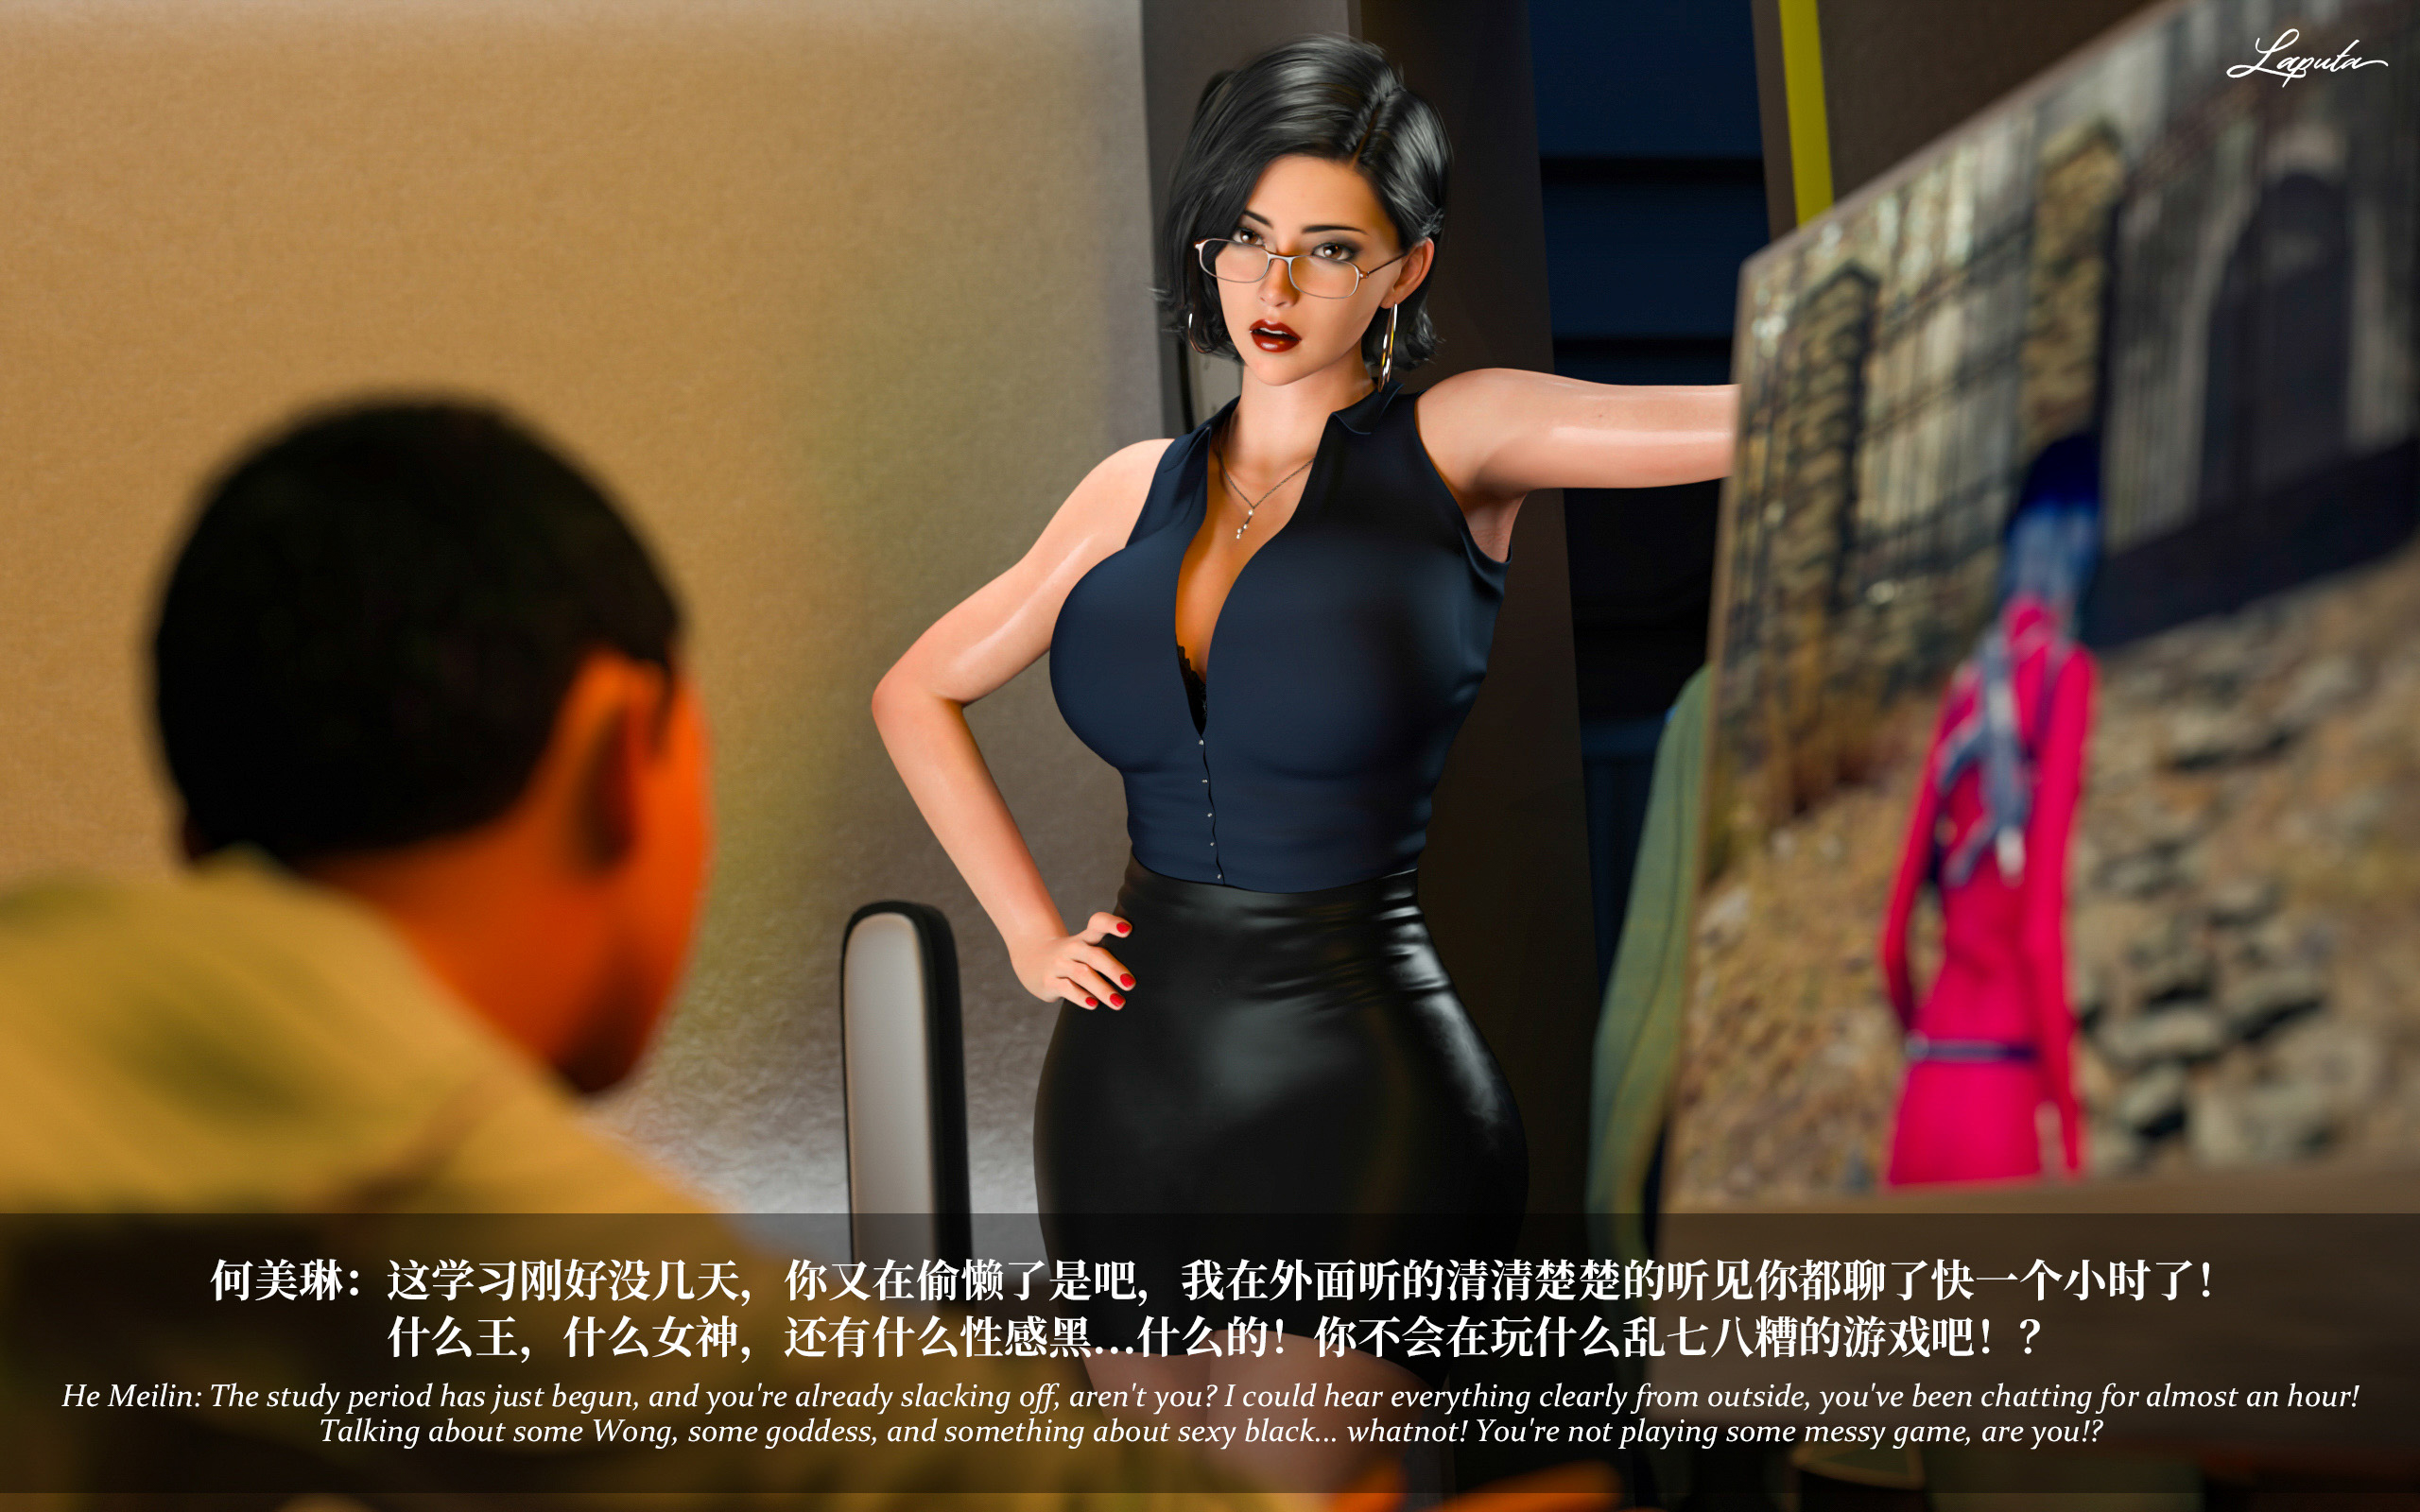 Laputa
何美琳：这学习刚好没几天，你又在偷懒了是吧，我在外面听的清清楚楚的听见你都聊了快一个小时了！
什么王，什么女神，还有什么性感黑...什么的！你不会在玩什么乱七八糟的游戏吧！？
He Meilin: The study period has just begun, and you're already slacking off, aren't you? I could hear everything clearly from outside, you've been chatting for almost an hour!
Talking about some Wong, some goddess, and something about sexy black... whatnot! You're not playing some messy game, are you!?